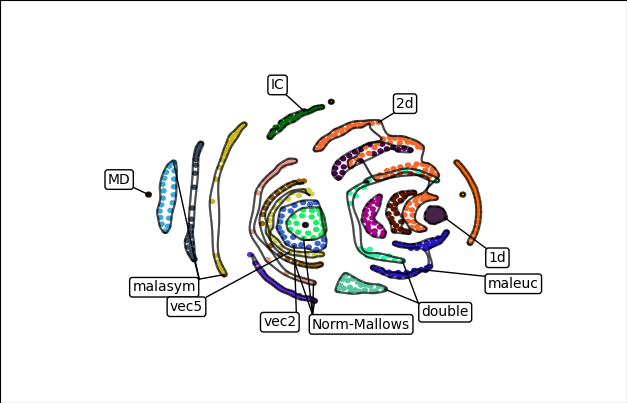 IC
2d
MD
1d
malasym
maleuc
vec5
double
vec2
Norm-Mallows